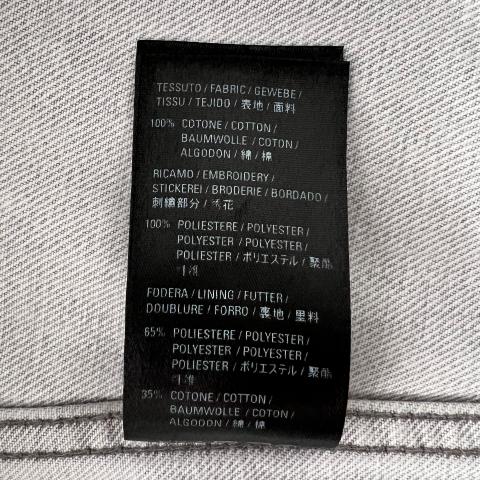 TESSUTO / FABRIC / GEWEBE /
TISSU / TEJIDO / 表地 / 面料
100% COTONE / COTTON /
BAUMWOLLE / COTON /
ALGODON / 綿 / 棉
RICAMO / EMBROIDERY /
STICKEREI / BRODERIE / BORDADO /
刺繍部分 / 绣花
100% POLIESTERE / POLYESTER /
POLYESTER / POLYESTER /
POLIESTER / ポリエステル / 聚酯
纤维
FODERA / LINING / FUTTER /
DOUBLURE / FORRO / 裏地 / 里料
65% POLIESTERE / POLYESTER /
POLYESTER / POLYESTER /
POLIESTER / ポリエステル / 聚酯
纤维
35% COTONE / COTTON /
BAUMWOLLE / COTON /
ALGODON / 綿 / 棉